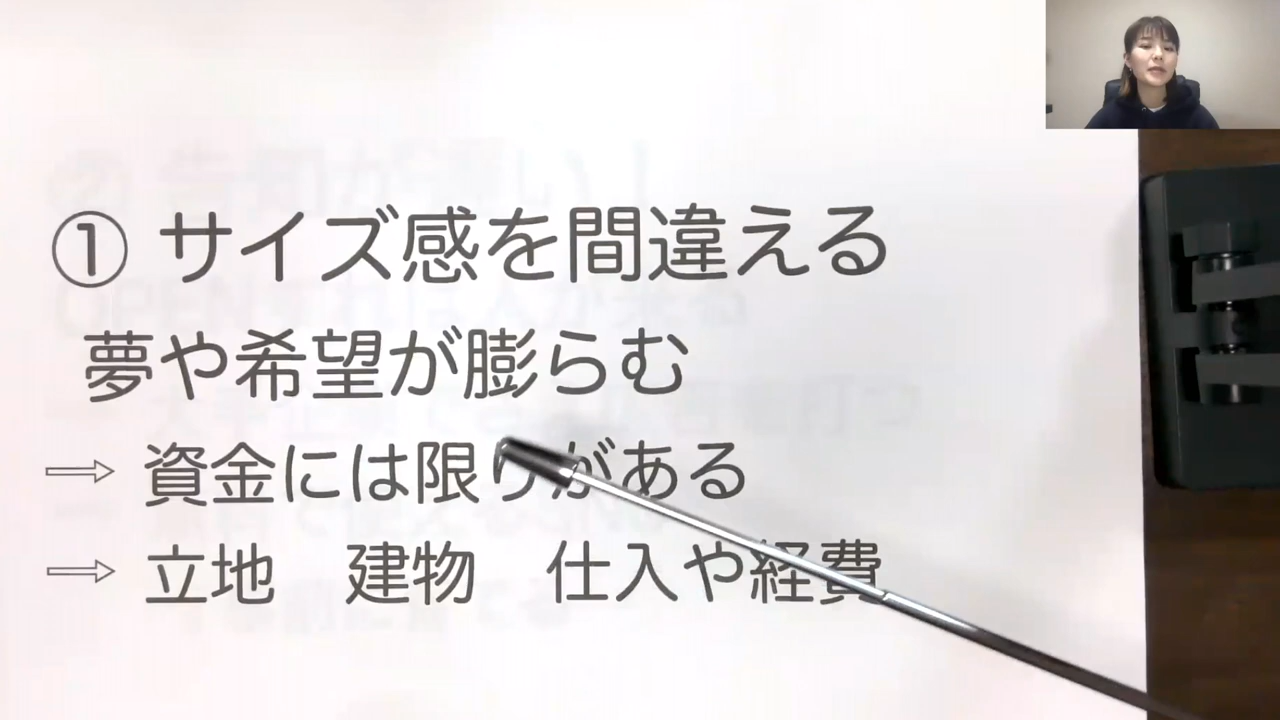 ① サイズ感を間違える
夢や希望が膨らむ
⇨ 資金には限りがある
⇨ 立地　建物　仕入や経費